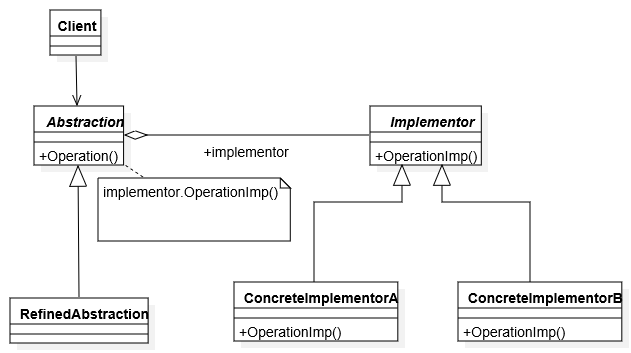 Client
Abstraction
+Operation()
Implementor
+OperationImp()
+implementor
implementor.OperationImp()
RefinedAbstraction
ConcreteImplementorA
+OperationImp()
ConcreteImplementorB
+OperationImp()